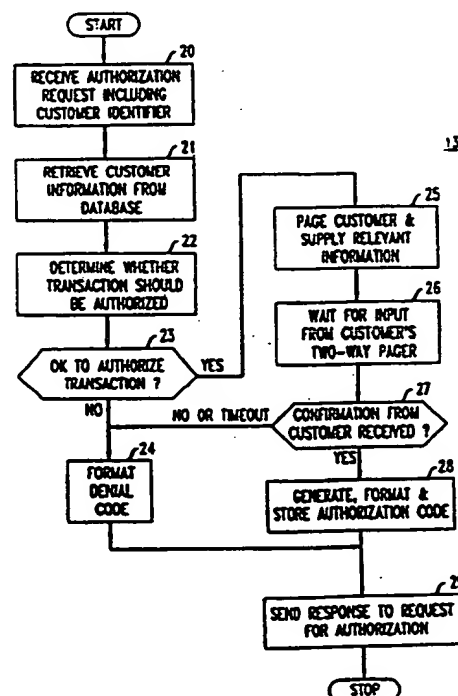 START
20
RECEIVE AUTHORIZATION
REQUEST INCLUDING
CUSTOMER IDENTIFIER
21
RETRIEVE CUSTOMER
INFORMATION FROM
DATABASE
22
DETERMINE WHETHER
TRANSACTION SHOULD
BE AUTHORIZED
23
OK TO AUTHORIZE
TRANSACTION ?
YES
NO
24
FORMAT
DENIAL
CODE
13
25
PAGE CUSTOMER &
SUPPLY RELEVANT
INFORMATION
26
WAIT FOR INPUT
FROM CUSTOMER'S
TWO-WAY PAGER
27
CONFIRMATION FROM
CUSTOMER RECEIVED ?
NO OR TIMEOUT
YES
28
GENERATE, FORMAT &
STORE AUTHORIZATION CODE
SEND RESPONSE TO REQUEST
FOR AUTHORIZATION
STOP